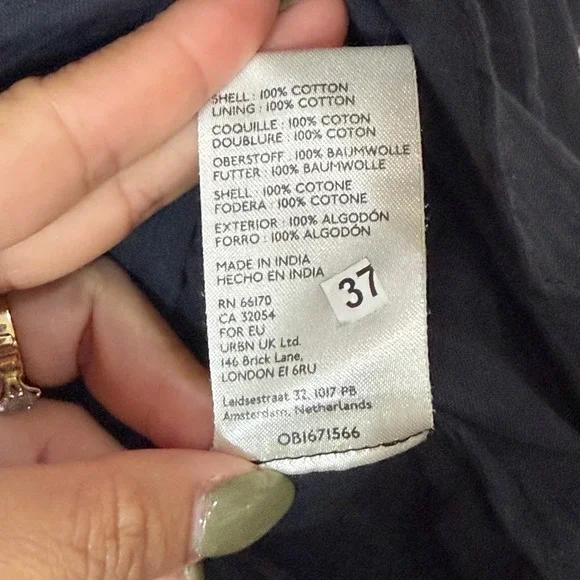 SHELL : 100% COTTON
LINING : 100% COTTON
COQUILLE : 100% COTON
DOUBLURE : 100% COTON
OBERSTOFF : 100% BAUMWOLLE
FUTTER : 100% BAUMWOLLE
SHELL : 100% COTONE
FODERA : 100% COTONE
EXTERIOR : 100% ALGODÓN
FORRO : 100% ALGODÓN
MADE IN INDIA
HECHO EN INDIA
37
RN 66170
CA 32054
FOR EU
URBN UK Ltd.
146 Brick Lane,
LONDON E1 6RU
Leidsestraat 32, 1017 PB
Amsterdam, Netherlands
OB1671566